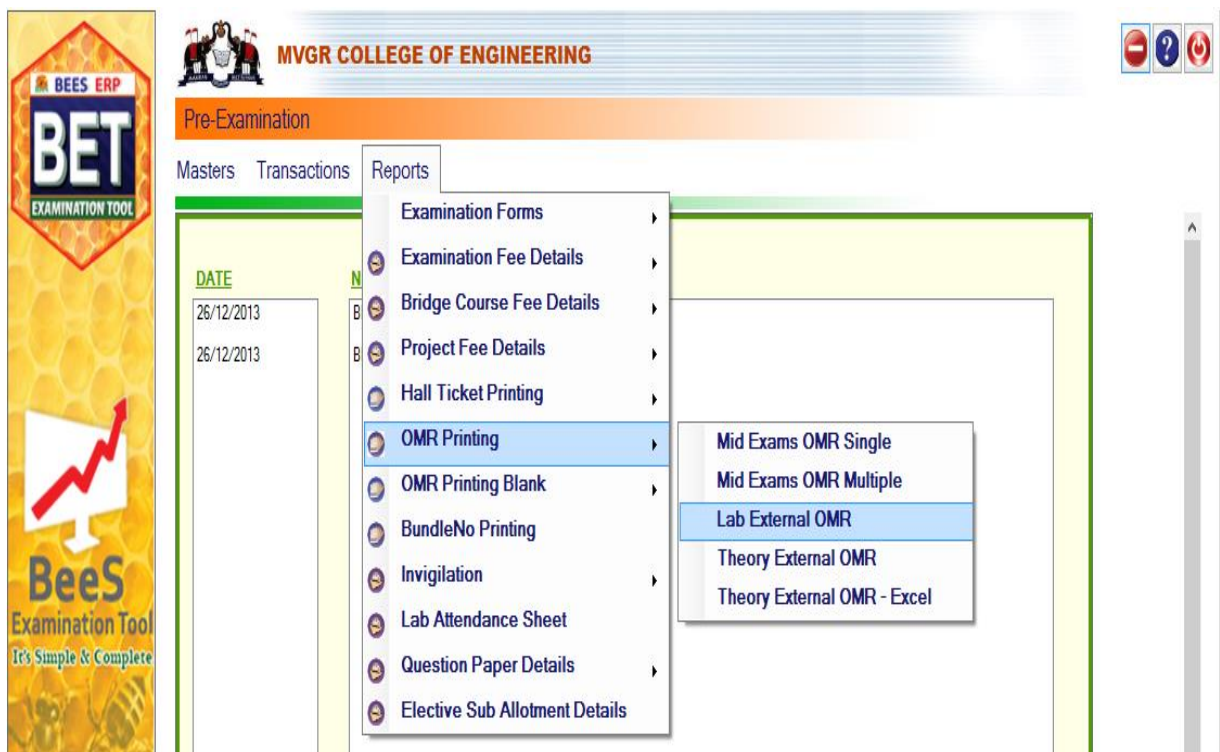 BEES ERP
BET
EXAMINATION TOOL
BeeS
Examination Tool
It's Simple & Complete
MVGR COLLEGE OF ENGINEERING
Pre-Examination
Masters Transactions Reports
DATE
N
26/12/2013
B
26/12/2013
B
Examination Forms
Examination Fee Details
Bridge Course Fee Details
Project Fee Details
Hall Ticket Printing
OMR Printing
OMR Printing Blank
BundleNo Printing
Invigilation
Lab Attendance Sheet
Question Paper Details
Elective Sub Allotment Details
Mid Exams OMR Single
Mid Exams OMR Multiple
Lab External OMR
Theory External OMR
Theory External OMR - Excel